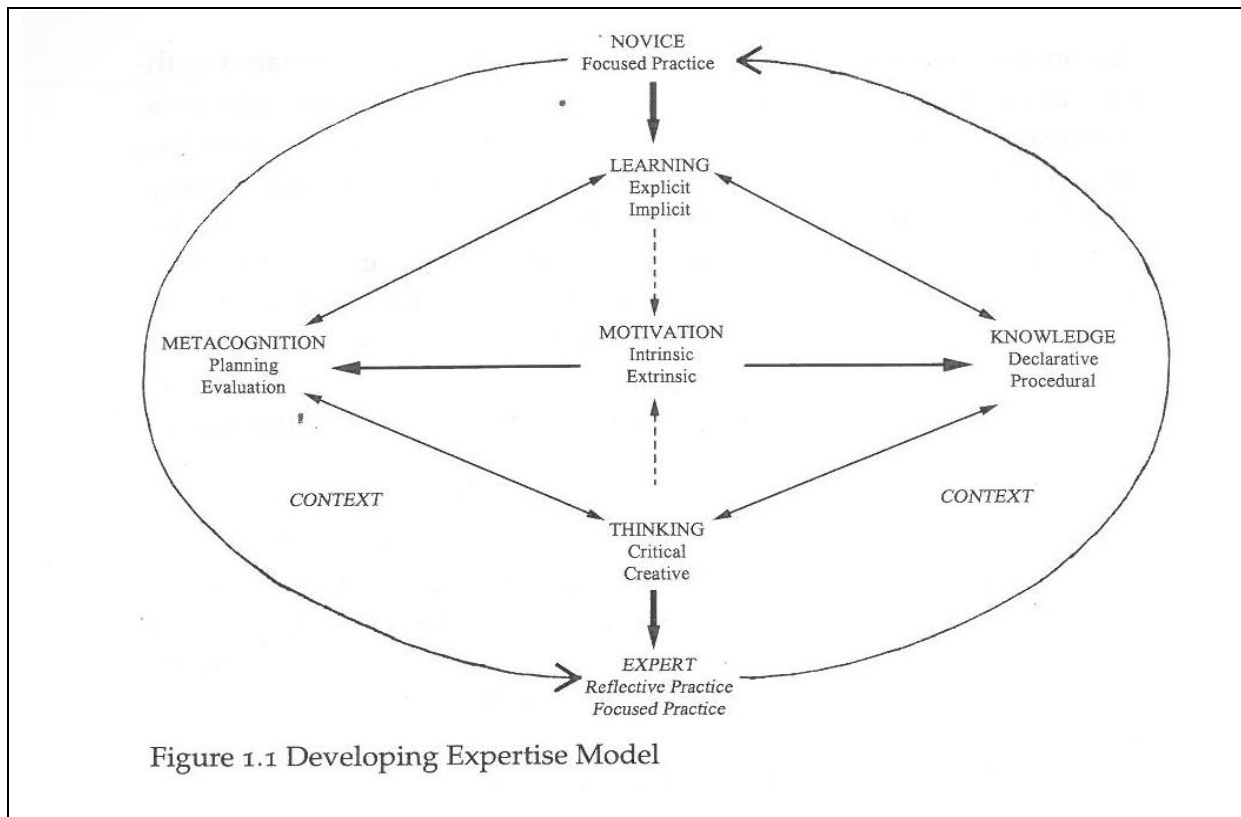 NOVICE
Focused Practice
LEARNING
Explicit
Implicit
METACOGNITION
Planning
Evaluation
MOTIVATION
Intrinsic
Extrinsic
KNOWLEDGE
Declarative
Procedural
CONTEXT
CONTEXT
THINKING
Critical
Creative
EXPERT
Reflective Practice
Focused Practice
Figure 1.1 Developing Expertise Model